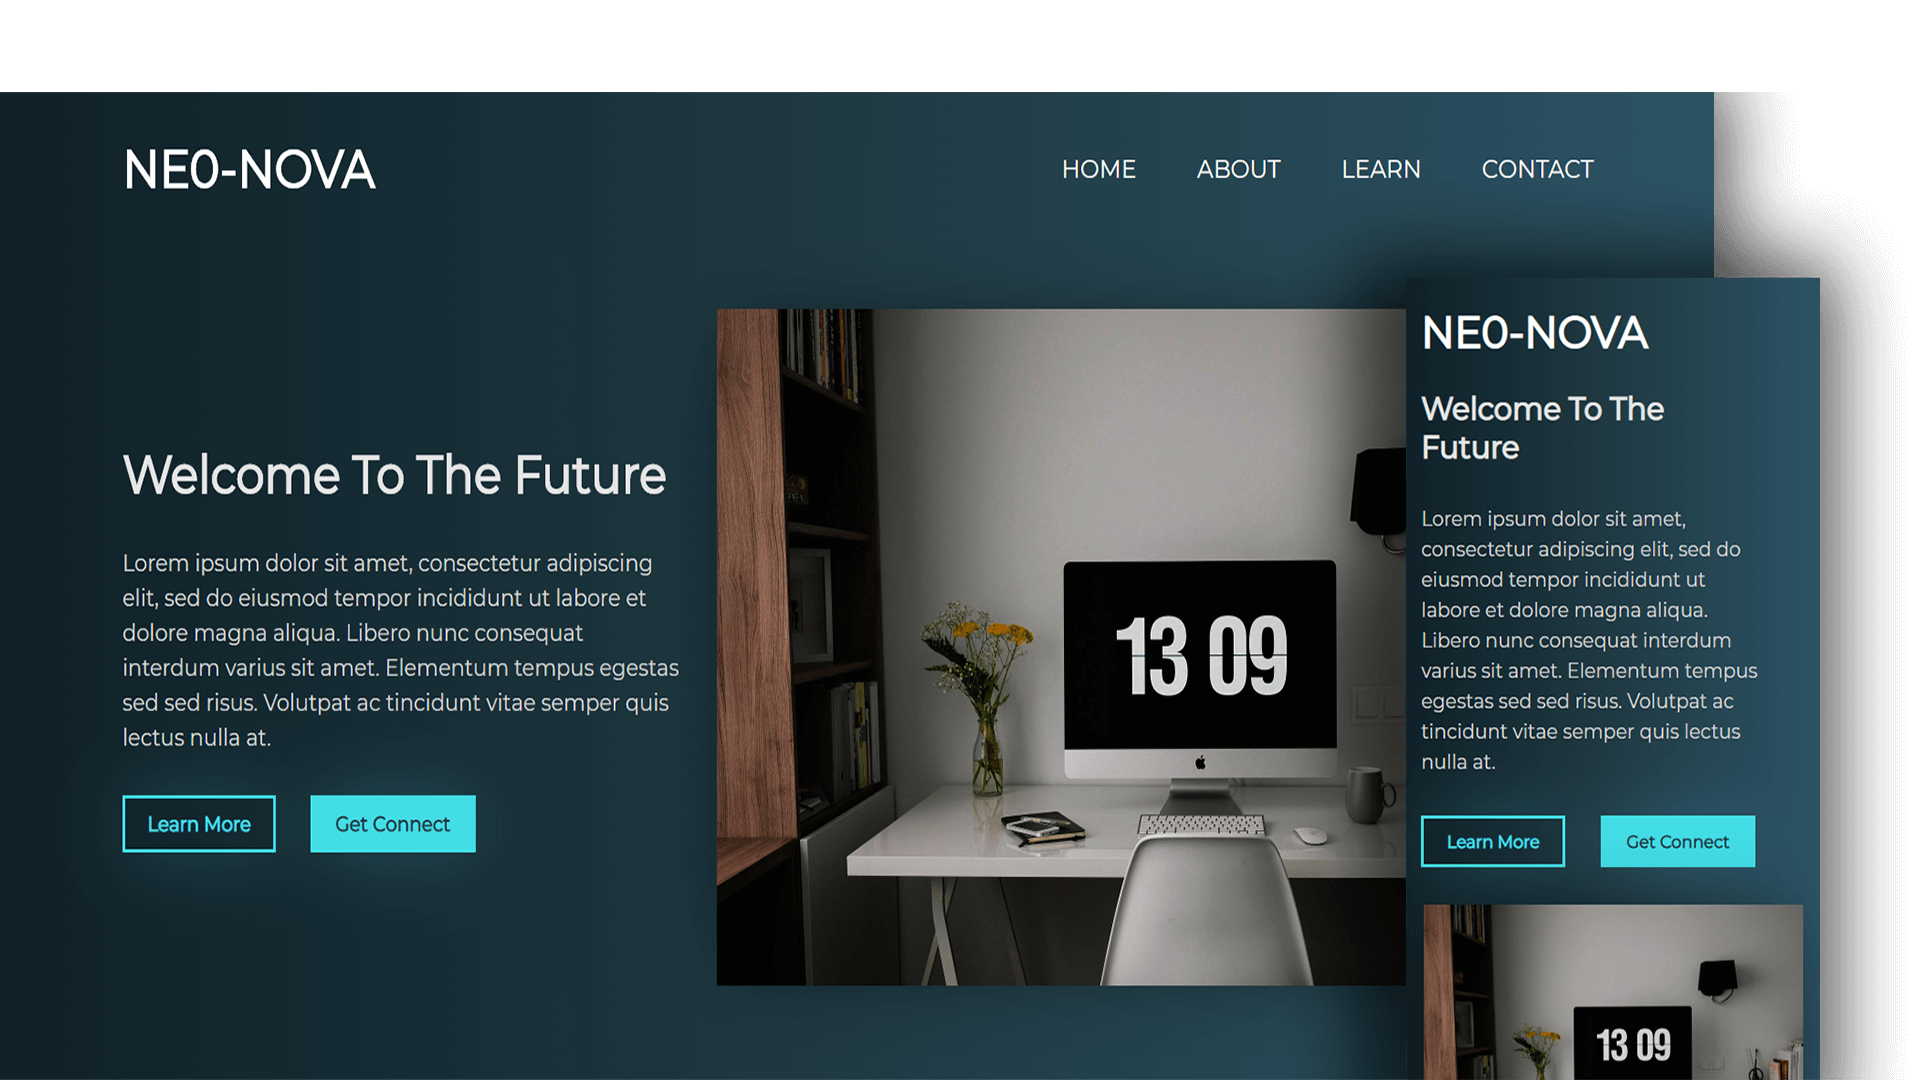 NE0-NOVA
HOME ABOUT LEARN CONTACT
Welcome To The Future
Lorem ipsum dolor sit amet, consectetur adipiscing
elit, sed do eiusmod tempor incididunt ut labore et
dolore magna aliqua. Libero nunc consequat
interdum varius sit amet. Elementum tempus egestas
sed sed risus. Volutpat ac tincidunt vitae semper quis
lectus nulla at.
Learn More Get Connect
13 09
NE0-NOVA
Welcome To The
Future
Lorem ipsum dolor sit amet,
consectetur adipiscing elit, sed do
eiusmod tempor incididunt ut
labore et dolore magna aliqua.
Libero nunc consequat interdum
varius sit amet. Elementum tempus
egestas sed sed risus. Volutpat ac
tincidunt vitae semper quis lectus
nulla at.
Learn More Get Connect
13 09